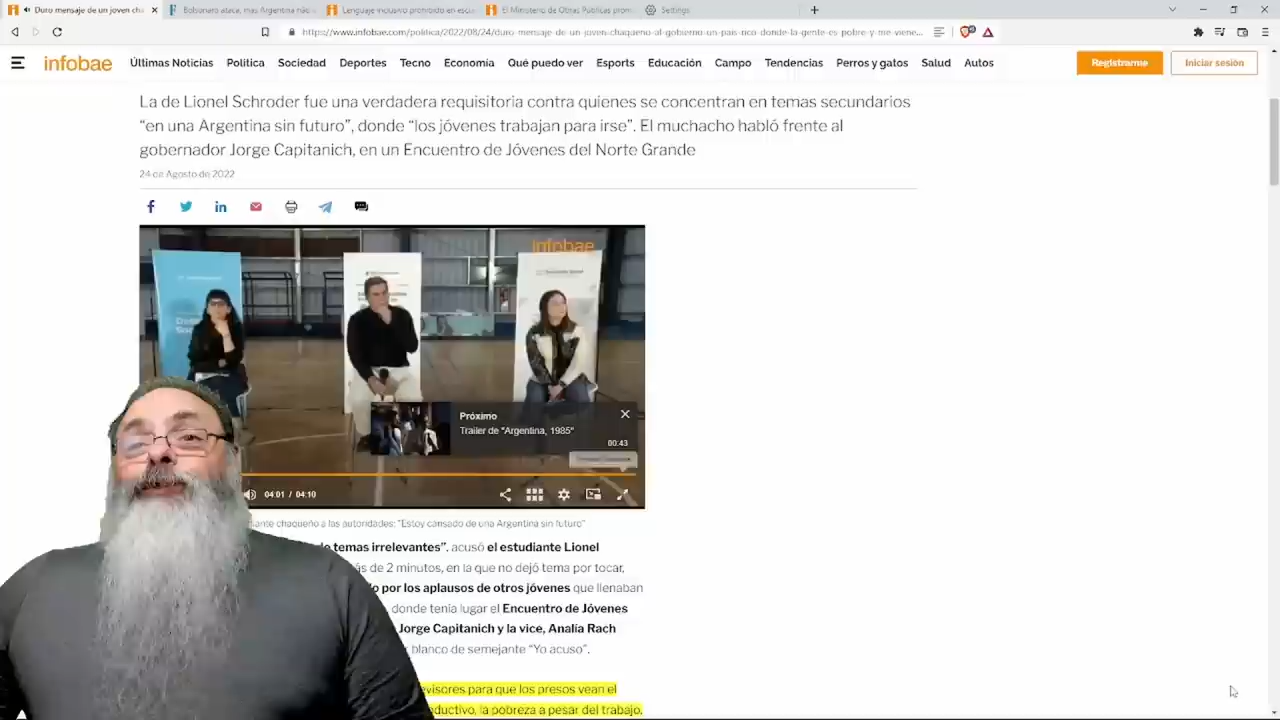 Duro mensaje de un joven cha
Bolsonaro ataca, mas Argentina não
Lenguaje inclusivo prohibido en escu
El Ministerio de Obras Públicas prom
Settings
https://www.infobae.com/politica/2022/08/24/duro-mensaje-de-un-joven-chaqueno-al-gobierno-un-pais-rico-donde-la-gente-es-pobre-y-me-viene...
infobae
Últimas Noticias
Política
Sociedad
Deportes
Tecno
Economía
Qué puedo ver
Esports
Educación
Campo
Tendencias
Perros y gatos
Salud
Autos
Registrarme
Iniciar sesión
La de Lionel Schroder fue una verdadera requisitoria contra quienes se concentran en temas secundarios
“en una Argentina sin futuro”, donde “los jóvenes trabajan para irse”. El muchacho habló frente al
gobernador Jorge Capitanich, en un Encuentro de Jóvenes del Norte Grande
24 de Agosto de 2022
infobae
Próximo
Trailer de "Argentina, 1985"
00:43
04:01 / 04:10
iante chaqueño a las autoridades: "Estoy cansado de una Argentina sin futuro"
de temas irrelevantes”, acusó el estudiante Lionel
ás de 2 minutos, en la que no dejó tema por tocar,
o por los aplausos de otros jóvenes que llenaban
donde tenía lugar el Encuentro de Jóvenes
Jorge Capitanich y la vice, Analía Rach
blanco de semejante “Yo acuso”.
evisores para que los presos vean el
eductivo, la pobreza a pesar del trabajo,